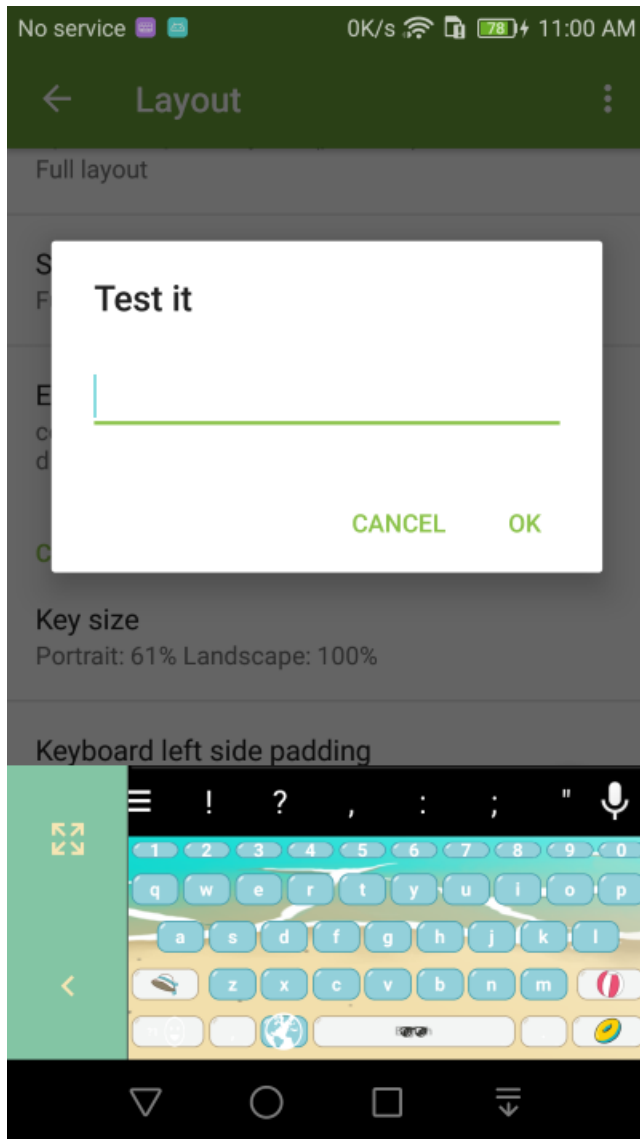 No service 0K/s 78 11:00 AM
Layout
Full layout
S
F
Test it
E
c
d
CANCEL OK
C
Key size
Portrait: 61% Landscape: 100%
Keyboard left side padding
! ? , : ; "
1 2 3 4 5 6 7 8 9 0
q w e r t y u i o p
a s d f g h j k l
z x c v b n m
, .